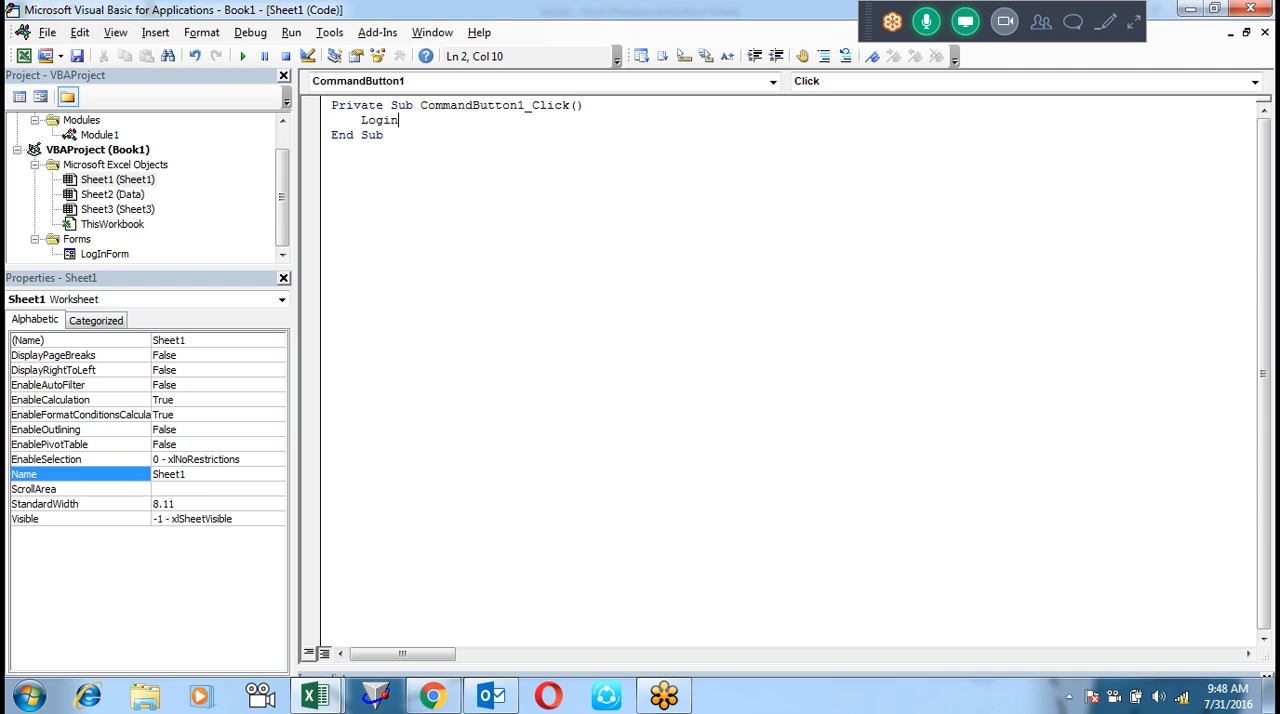 Microsoft Visual Basic for Applications - Book1 - [Sheet1 (Code)]
File Edit View Insert Format Debug Run Tools Add-Ins Window Help
Ln 2, Col 10
Project - VBAProject
CommandButton1
Click
Modules
Module1
VBAProject (Book1)
Microsoft Excel Objects
Sheet1 (Sheet1)
Sheet2 (Data)
Sheet3 (Sheet3)
ThisWorkbook
Forms
LogInForm
Private Sub CommandButton1_Click()
Login
End Sub
Properties - Sheet1
Sheet1 Worksheet
Alphabetic Categorized
(Name) Sheet1
DisplayPageBreaks False
DisplayRightToLeft False
EnableAutoFilter False
EnableCalculation True
EnableFormatConditionsCalcula True
EnableOutlining False
EnablePivotTable False
EnableSelection 0 - xlNoRestrictions
Name Sheet1
ScrollArea
StandardWidth 8.11
Visible -1 - xlSheetVisible
9:48 AM
7/31/2016